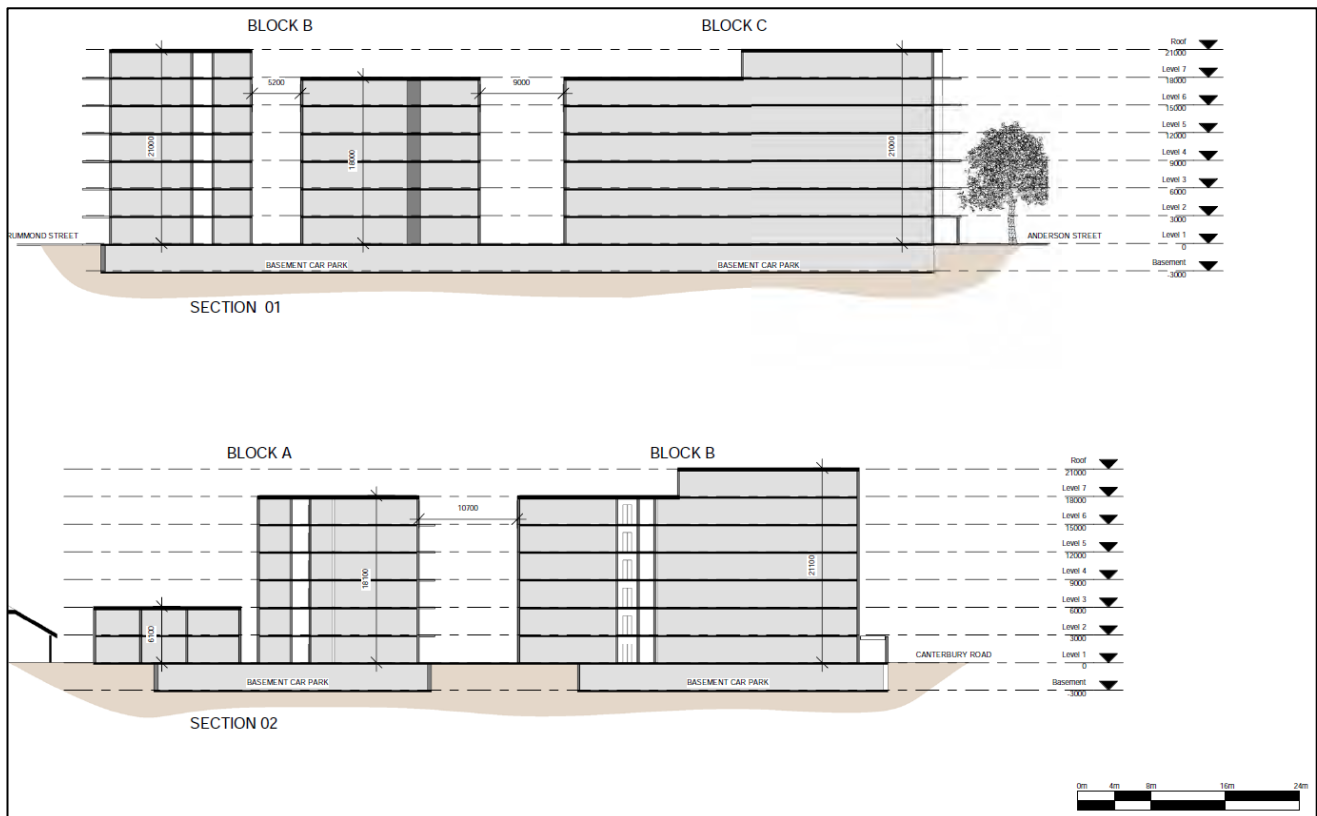 BLOCK B
BLOCK C
Roof
21000
Level 7
18000
5200
9000
Level 6
15000
Level 5
12000
21000
18000
21000
Level 4
9000
Level 3
6000
Level 2
3000
RUMMOND STREET
ANDERSON STREET
Level 1
0
BASEMENT CAR PARK
BASEMENT CAR PARK
Basement
-3000
SECTION 01
BLOCK A
BLOCK B
Roof
21000
Level 7
18000
10700
Level 6
15000
Level 5
12000
18100
21100
Level 4
9000
Level 3
6000
6100
Level 2
3000
CANTERBURY ROAD
Level 1
0
BASEMENT CAR PARK
BASEMENT CAR PARK
Basement
-3000
SECTION 02
0m 4m 8m 16m 24m